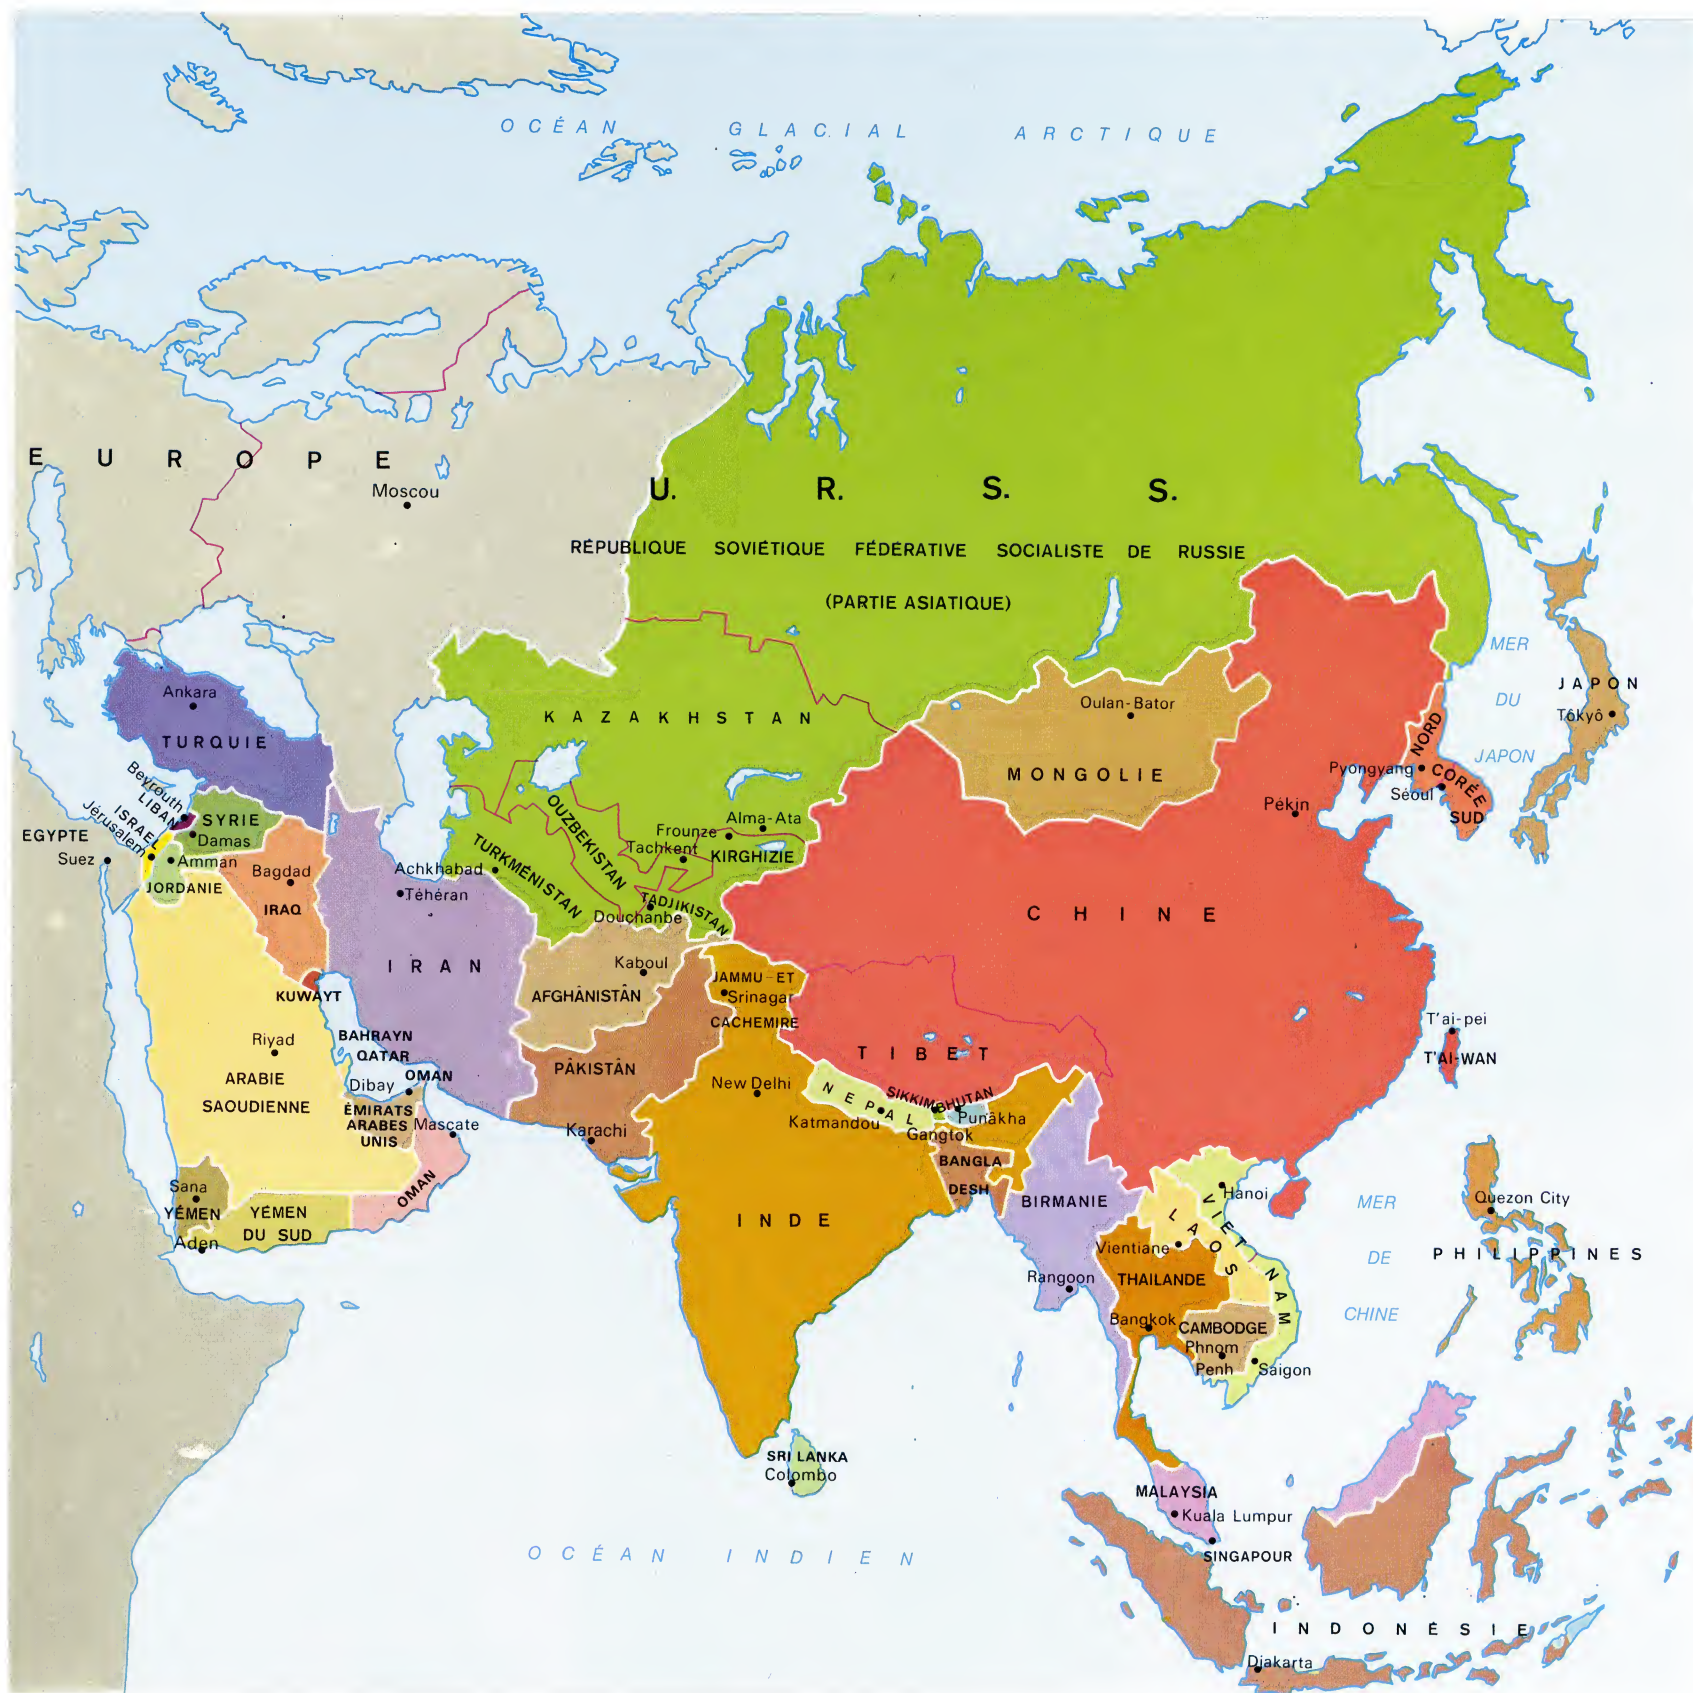 OCÉAN GLACIAL ARCTIQUE
EUROPE
Moscou
U. R. S. S.
RÉPUBLIQUE SOVIÉTIQUE FÉDÉRATIVE SOCIALISTE DE RUSSIE
(PARTIE ASIATIQUE)
MER
DU
JAPON
JAPON
Tôkyô
Ankara
TURQUIE
KAZAKHSTAN
Oulan-Bator
MONGOLIE
NORD
CORÉE
SUD
Pyongyang
Séoul
Pékin
Beyrouth
LIBAN
ISRAEL
Jérusalem
SYRIE
Damas
EGYPTE
Suez
Amman
JORDANIE
Bagdad
IRAQ
OUZBEKISTAN
TURKMÉNISTAN
Achkhabad
Téhéran
Frounze
Alma-Ata
Tachkent
KIRGHIZIE
TADJIKISTAN
Douchanbe
CHINE
IRAN
Kaboul
AFGHÂNISTÂN
JAMMU-ET
Srinagar
CACHEMIRE
KUWAYT
BAHRAYN
QATAR
OMAN
Dibay
Riyad
ARABIE
SAOUDIENNE
ÉMIRATS
ARABES
UNIS
Mascate
OMAN
PÂKISTÂN
Karachi
TIBET
T'ai-pei
T'AI-WAN
New Delhi
NEPAL
Katmandou
SIKKIM
BHUTAN
Punâkha
Gangtok
BANGLA
DESH
Sana
YÉMEN
YÉMEN
DU SUD
Aden
INDE
BIRMANIE
Rangoon
Hanoi
VIET NAM
LAOS
Vientiane
THAILANDE
Bangkok
CAMBODGE
Phnom
Penh
Saigon
MER
DE
CHINE
Quezon City
PHILIPPINES
SRI LANKA
Colombo
MALAYSIA
Kuala Lumpur
SINGAPOUR
OCÉAN INDIEN
INDONÉSIE
Djakarta